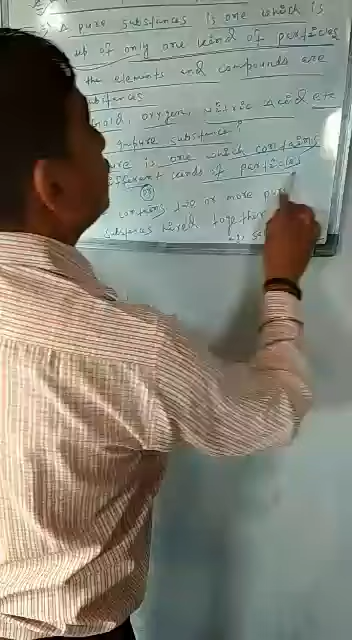 A pure substances is one which is
up of only one kind of particles
the elements and compounds are
substances
Gold, oxygen, Nitric Acid etc
impure substance?
ure is one which contains
different kinds of particles
(or)
contains two or more pure
substances mixed together